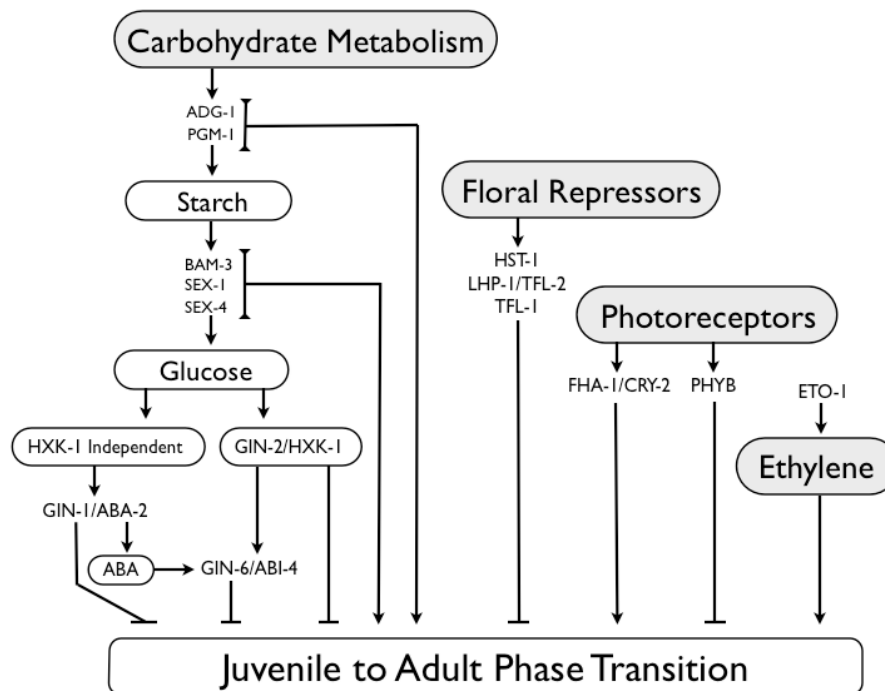 Carbohydrate Metabolism
ADG-1
PGM-1
Starch
BAM-3
SEX-1
SEX-4
Glucose
HXK-1 Independent
GIN-2/HXK-1
GIN-1/ABA-2
ABA
GIN-6/ABI-4
Floral Repressors
HST-1
LHP-1/TFL-2
TFL-1
Photoreceptors
FHA-1/CRY-2
PHYB
ETO-1
Ethylene
Juvenile to Adult Phase Transition